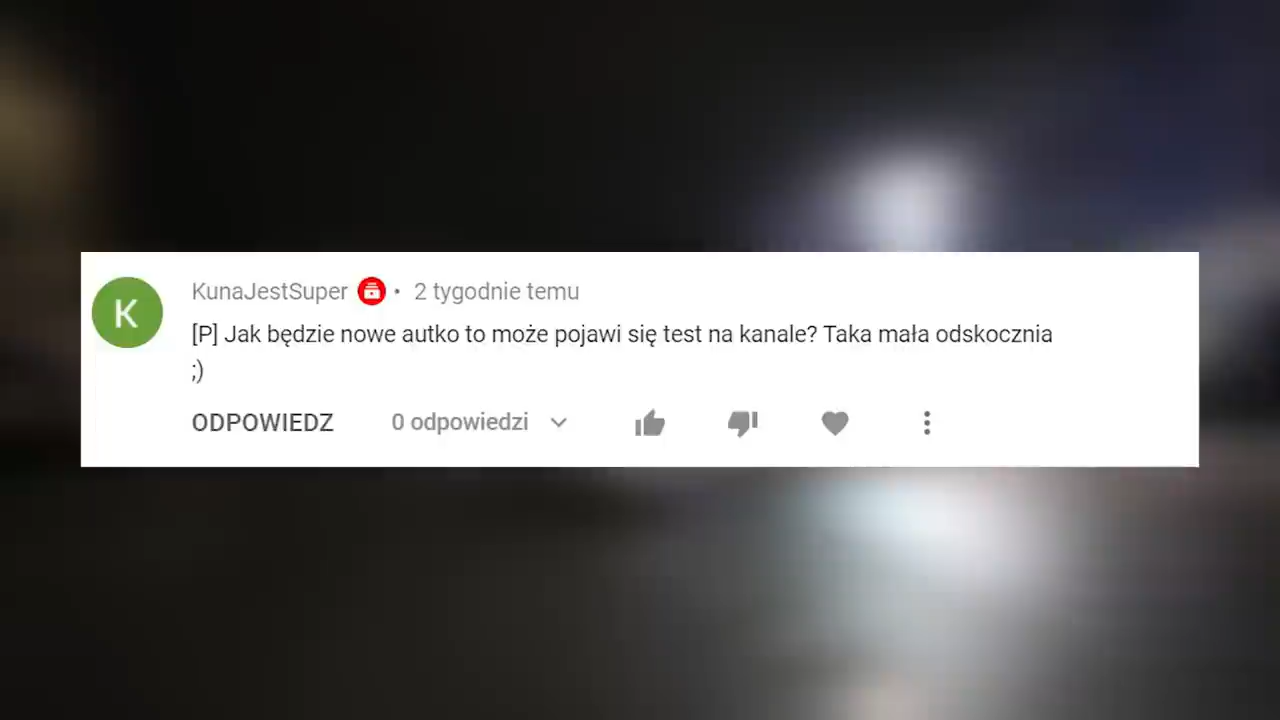 K
KunaJestSuper • 2 tygodnie temu
[P] Jak będzie nowe autko to może pojawi się test na kanale? Taka mała odskocznia
;)
ODPOWIEDZ 0 odpowiedzi